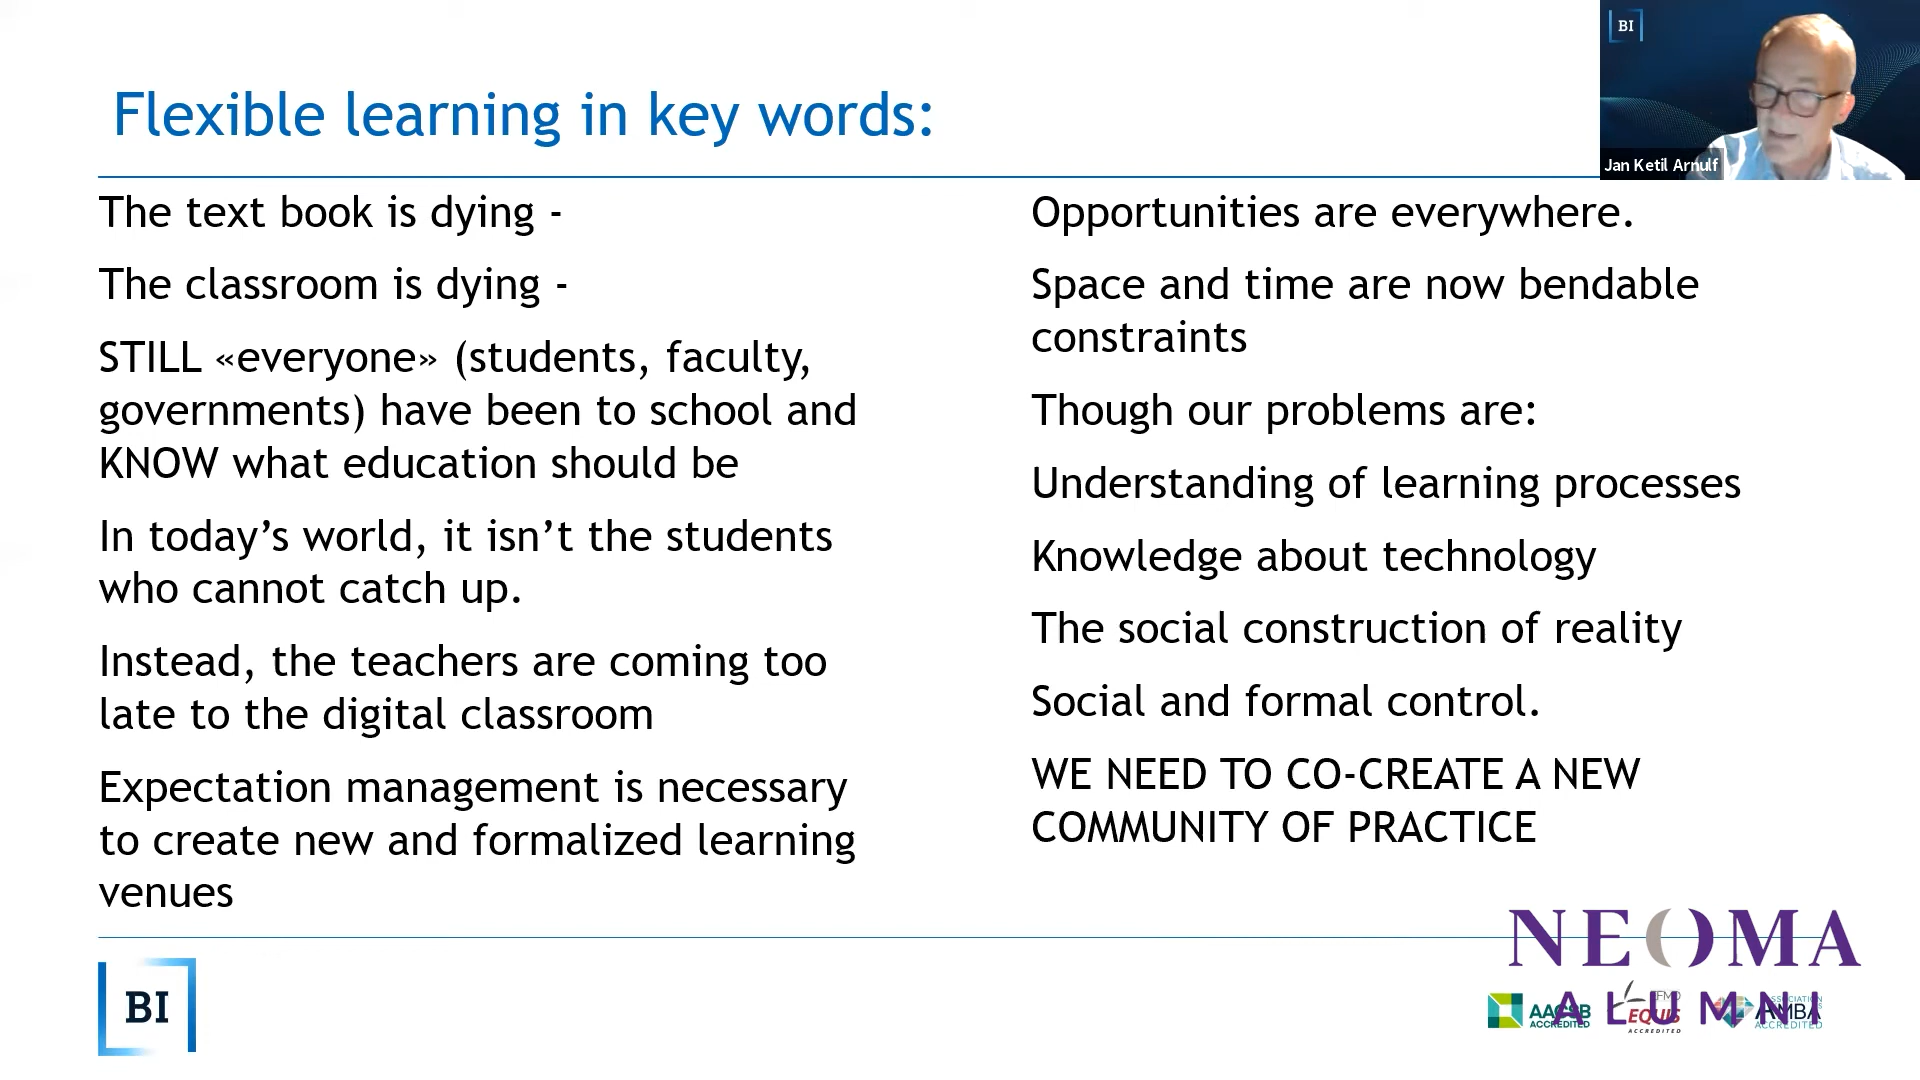 Flexible learning in key words:
BI
Jan Ketil Arnulf
The text book is dying -
The classroom is dying -
STILL «everyone» (students, faculty,
governments) have been to school and
KNOW what education should be
In today’s world, it isn’t the students
who cannot catch up.
Instead, the teachers are coming too
late to the digital classroom
Expectation management is necessary
to create new and formalized learning
venues
Opportunities are everywhere.
Space and time are now bendable
constraints
Though our problems are:
Understanding of learning processes
Knowledge about technology
The social construction of reality
Social and formal control.
WE NEED TO CO-CREATE A NEW
COMMUNITY OF PRACTICE
BI
NEOMA
ALUMNI
AACSB
ACCREDITED
EFMD
EQUIS
ACCREDITED
ASSOCIATION
AMBA
ACCREDITED